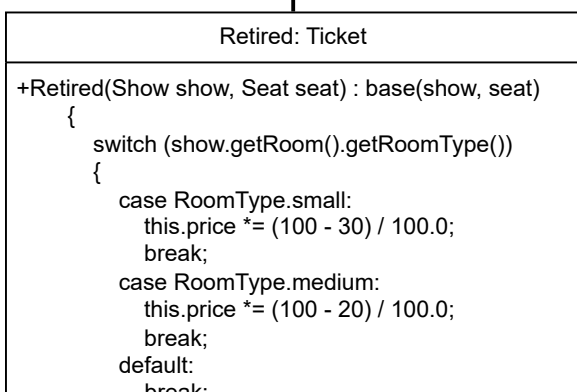 Retired: Ticket
+Retired(Show show, Seat seat) : base(show, seat)
{
switch (show.getRoom().getRoomType())
{
case RoomType.small:
this.price *= (100 - 30) / 100.0;
break;
case RoomType.medium:
this.price *= (100 - 20) / 100.0;
break;
default:
break;